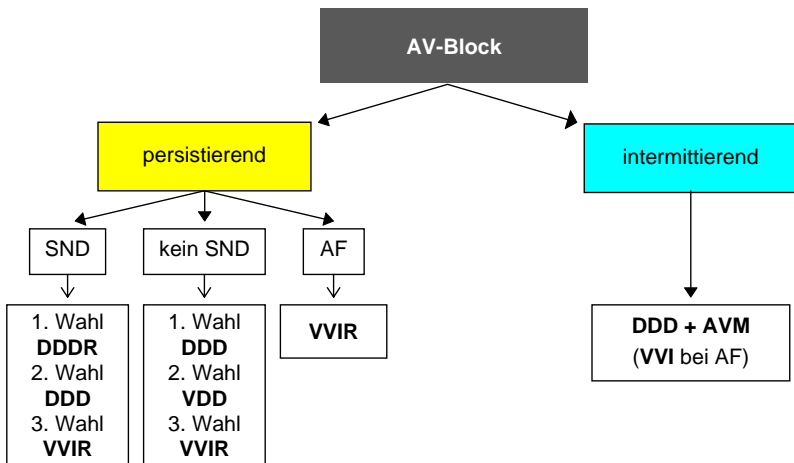 AV-Block
persistierend
intermittierend
SND
kein SND
AF
1. Wahl
DDDR
2. Wahl
DDD
3. Wahl
VVIR
1. Wahl
DDD
2. Wahl
VDD
3. Wahl
VVIR
VVIR
DDD + AVM
(VVI bei AF)